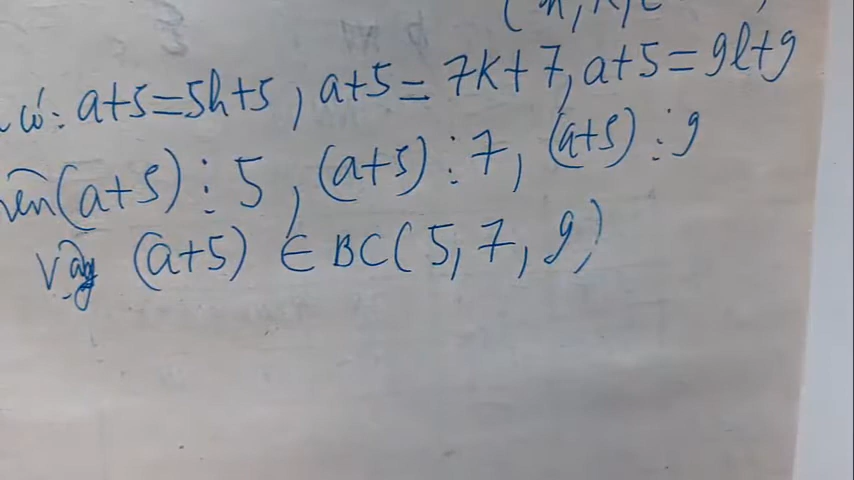 (h, k, l
có: a+5=5h+5, a+5=7k+7, a+5=9l+9
nên (a+5)⋮5, (a+5)⋮7, (a+5)⋮9
Vậy (a+5) ∈ BC(5, 7, 9)